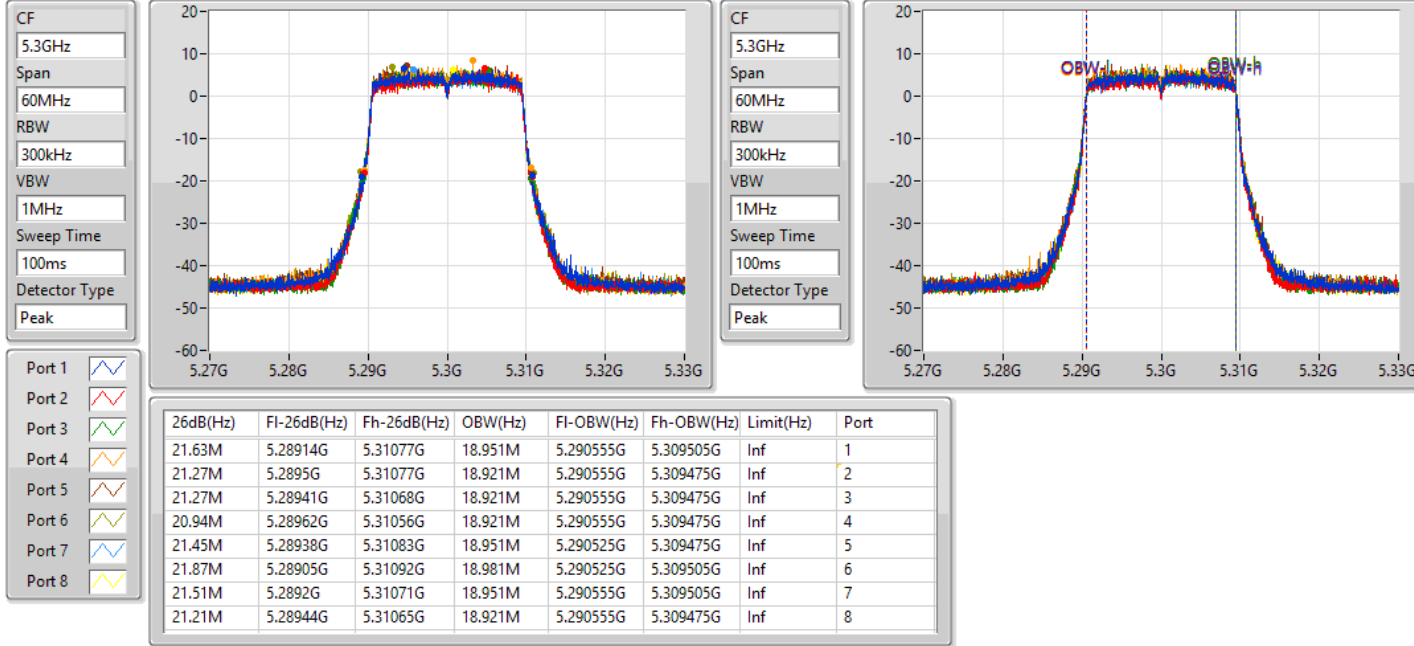 CF
5.3GHz
Span
60MHz
RBW
300kHz
VBW
1MHz
Sweep Time
100ms
Detector Type
Peak
20
10
0
-10
-20
-30
-40
-50
-60
5.27G 5.28G 5.29G 5.3G 5.31G 5.32G 5.33G
CF
5.3GHz
Span
60MHz
RBW
300kHz
VBW
1MHz
Sweep Time
100ms
Detector Type
Peak
20
10
0
-10
-20
-30
-40
-50
-60
OBW-l OBW-h
5.27G 5.28G 5.29G 5.3G 5.31G 5.32G 5.33G
Port 1
Port 2
Port 3
Port 4
Port 5
Port 6
Port 7
Port 8
26dB(Hz) Fl-26dB(Hz) Fh-26dB(Hz) OBW(Hz) Fl-OBW(Hz) Fh-OBW(Hz) Limit(Hz) Port
21.63M 5.28914G 5.31077G 18.951M 5.290555G 5.309505G Inf 1
21.27M 5.2895G 5.31077G 18.921M 5.290555G 5.309475G Inf 2
21.27M 5.28941G 5.31068G 18.921M 5.290555G 5.309475G Inf 3
20.94M 5.28962G 5.31056G 18.921M 5.290555G 5.309475G Inf 4
21.45M 5.28938G 5.31083G 18.951M 5.290525G 5.309475G Inf 5
21.87M 5.28905G 5.31092G 18.981M 5.290525G 5.309505G Inf 6
21.51M 5.2892G 5.31071G 18.951M 5.290555G 5.309505G Inf 7
21.21M 5.28944G 5.31065G 18.921M 5.290555G 5.309475G Inf 8